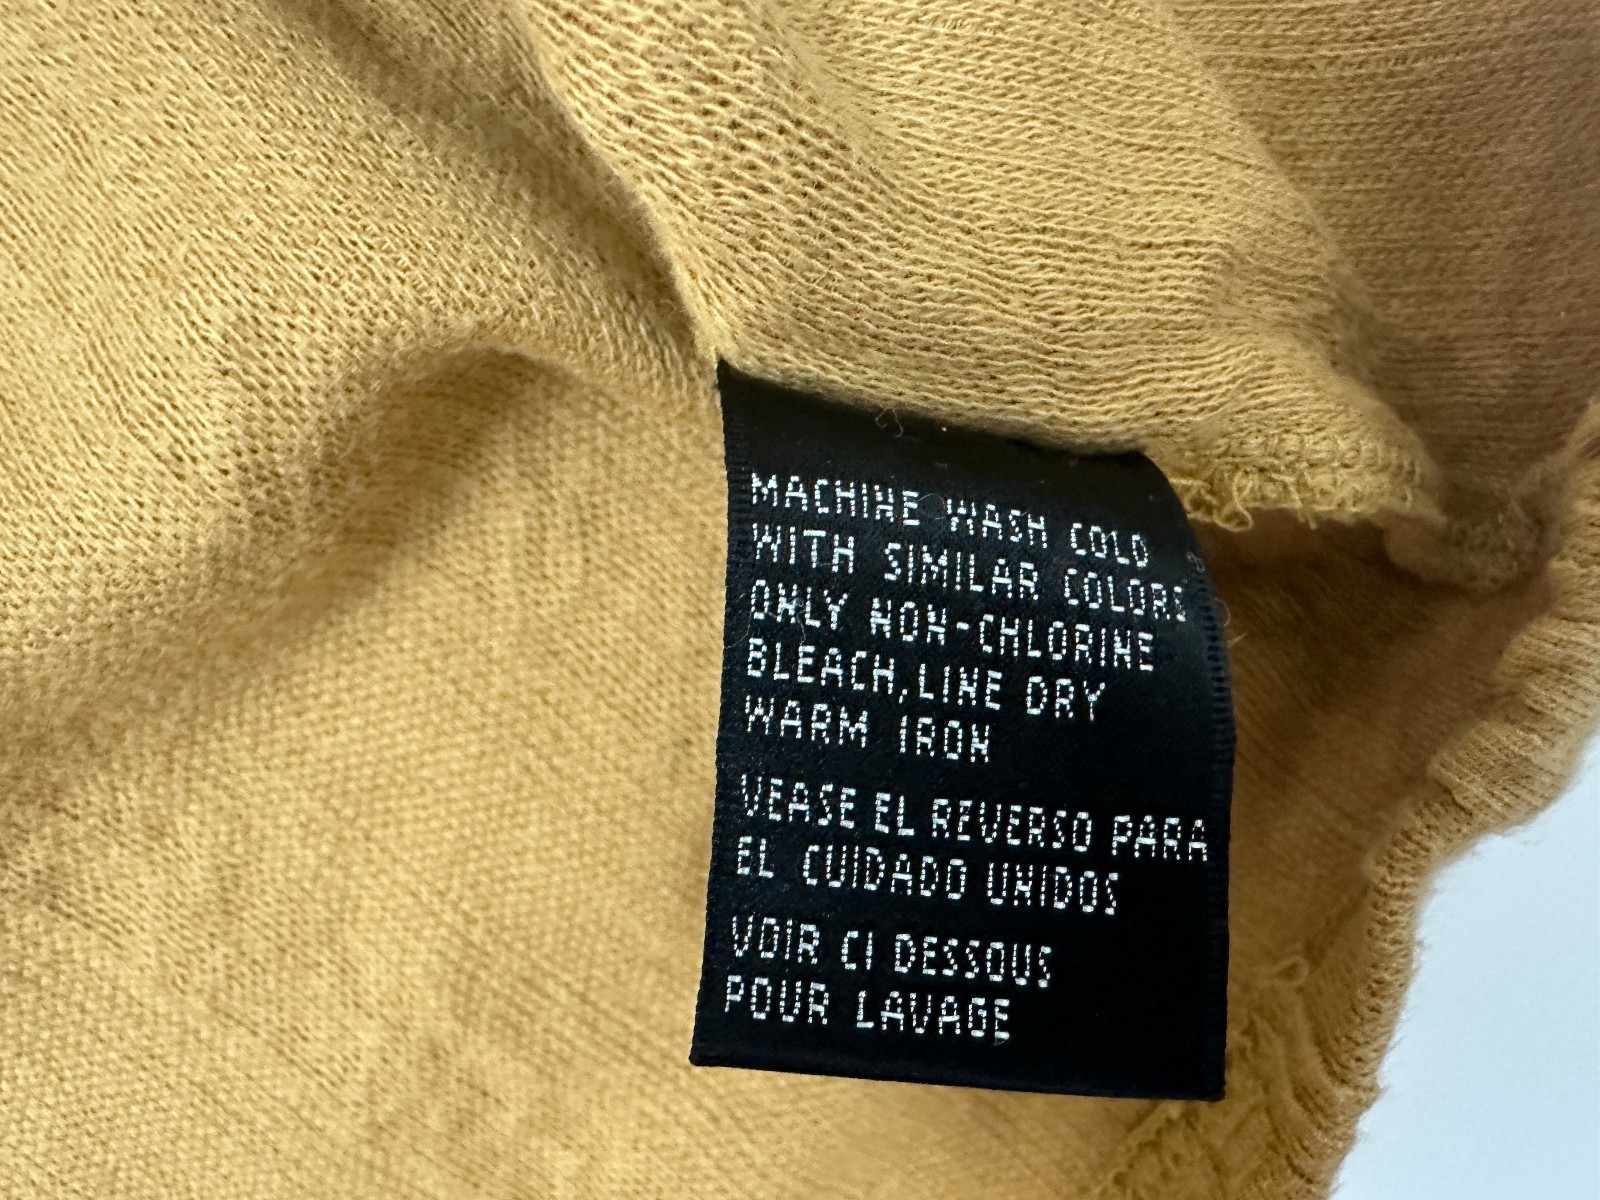 MACHINE WASH COLD
WITH SIMILAR COLORS
ONLY NON-CHLORINE
BLEACH,LINE DRY
WARM IRON
VEASE EL REVERSO PARA
EL CUIDADO UNIDOS
VOIR CI DESSOUS
POUR LAVAGE